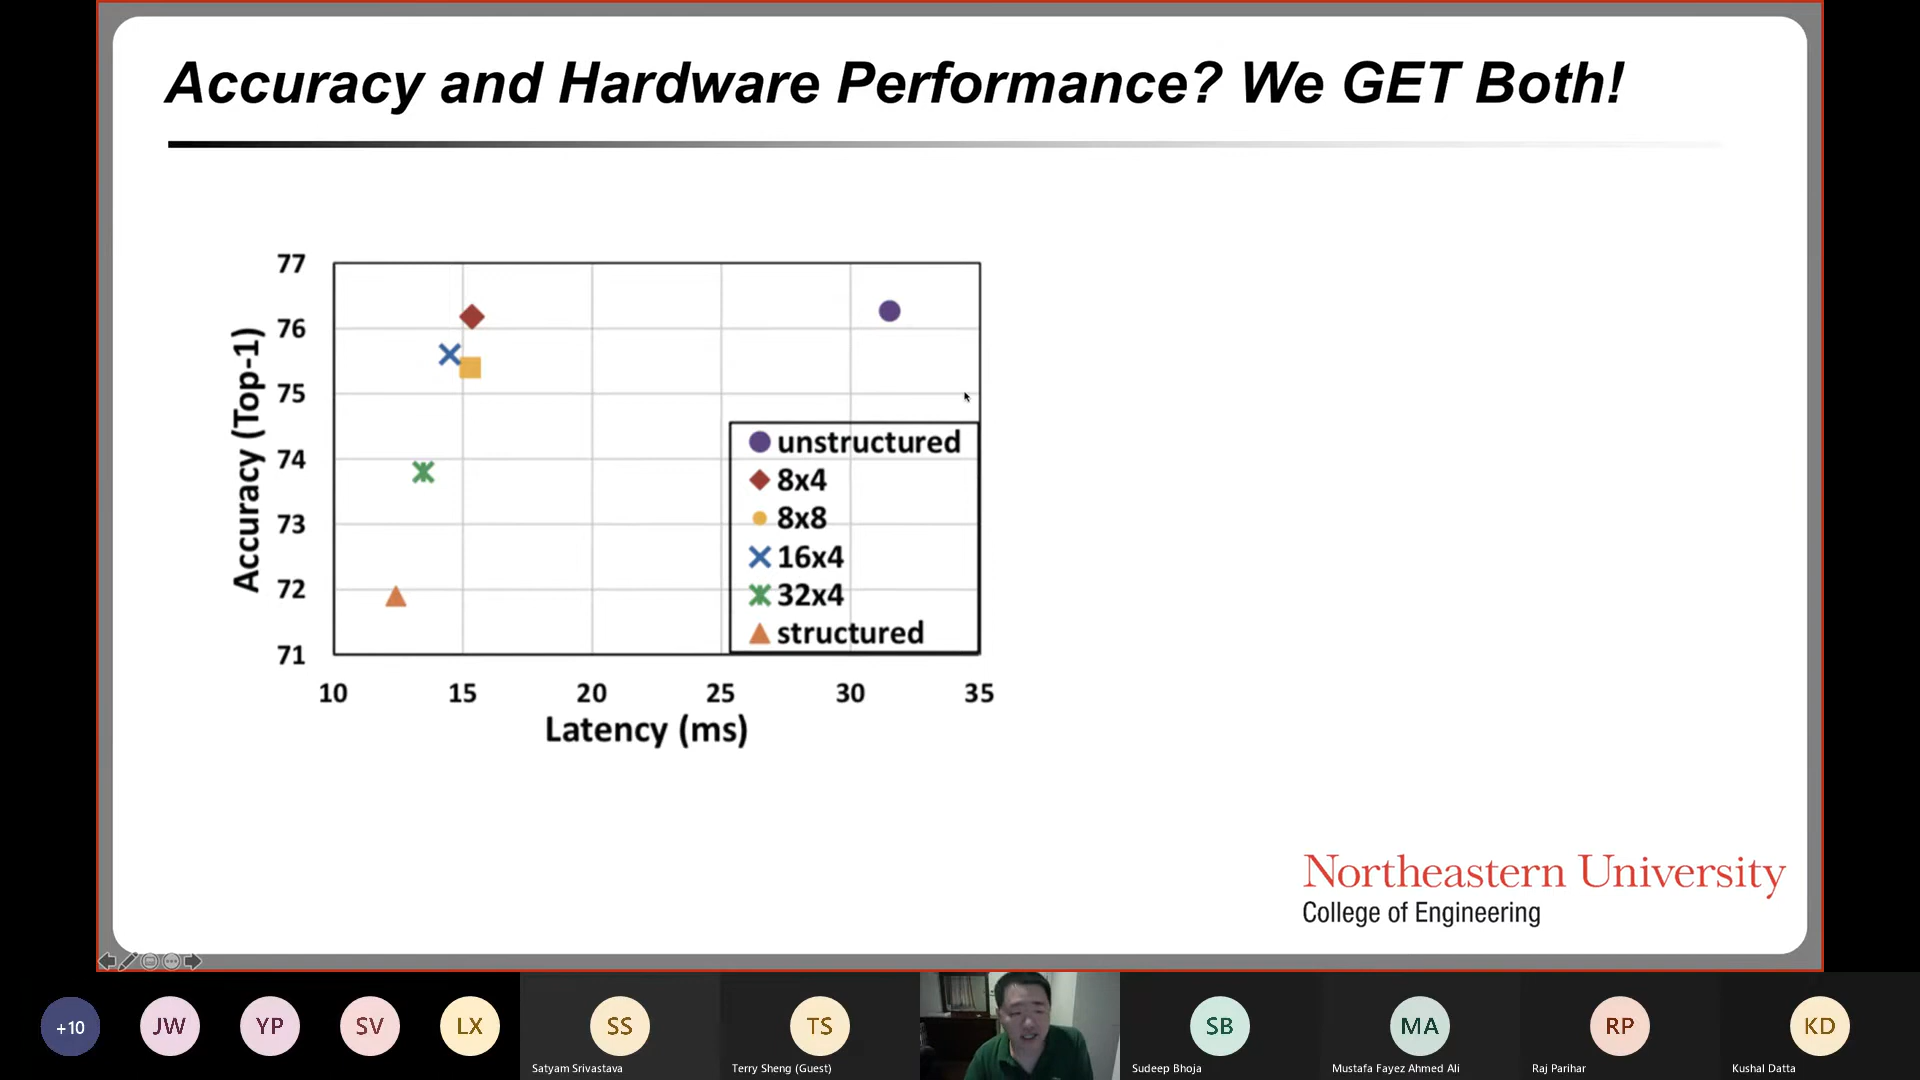 Accuracy and Hardware Performance? We GET Both!
77
76
75
74
73
72
71
Accuracy (Top-1)
unstructured
8x4
8x8
16x4
32x4
structured
10 15 20 25 30 35
Latency (ms)
Northeastern University
College of Engineering
+10 JW YP SV LX SS TS SB MA RP KD
Satyam Srivastava Terry Sheng (Guest) Sudeep Bhoja Mustafa Fayez Ahmed Ali Raj Parihar Kushal Datta